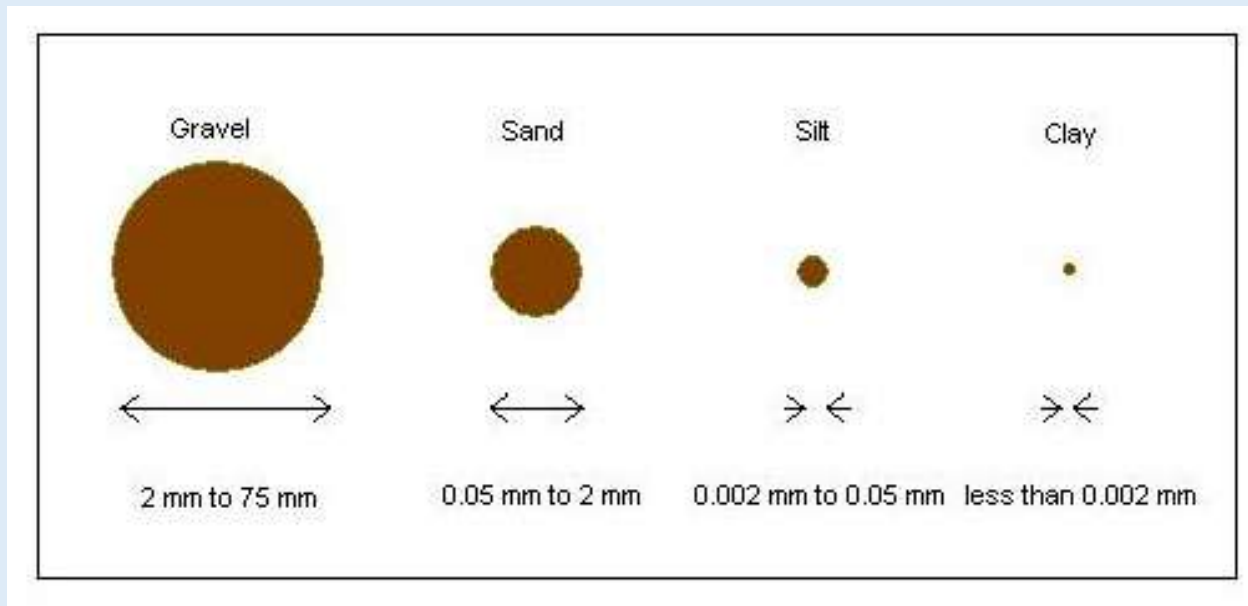 Gravel
Sand
Silt
Clay
2 mm to 75 mm
0.05 mm to 2 mm
0.002 mm to 0.05 mm
less than 0.002 mm